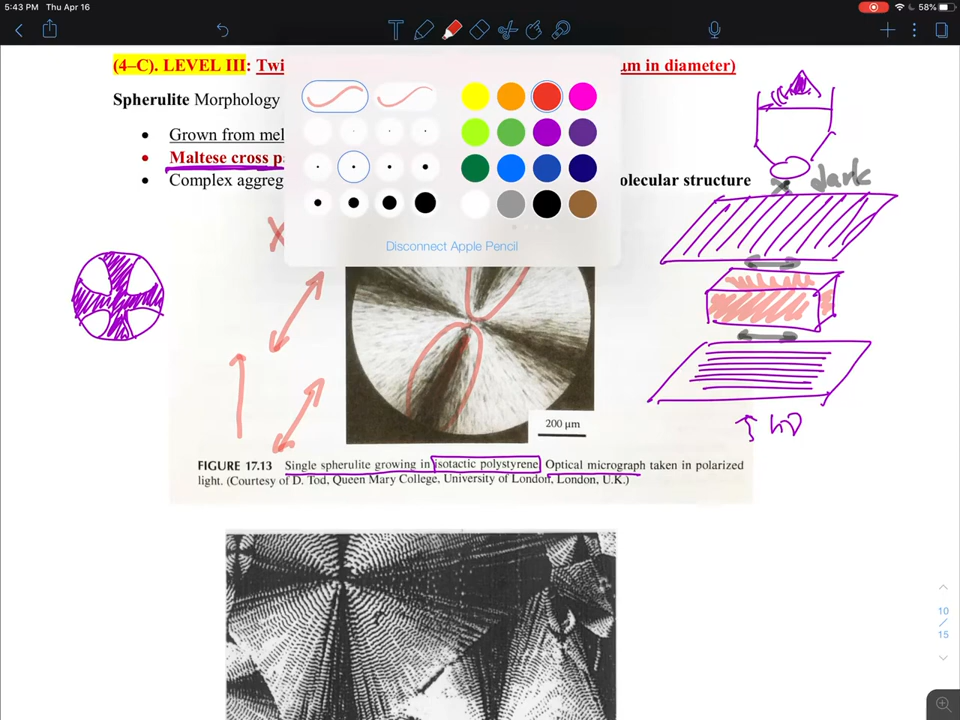 5:43 PM Thu Apr 16
58%
(4–C). LEVEL III: Twi
μm in diameter)
Spherulite Morphology
• Grown from mel
• Maltese cross p
• Complex aggreg
olecular structure
Disconnect Apple Pencil
dark
200 μm
FIGURE 17.13 Single spherulite growing in isotactic polystyrene. Optical micrograph taken in polarized
light. (Courtesy of D. Tod, Queen Mary College, University of London, London, U.K.)
10
/
15